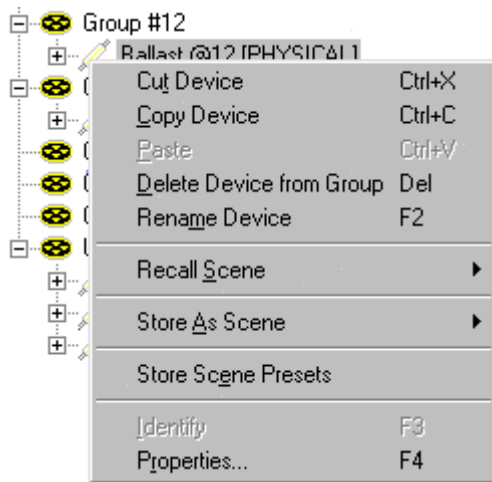 Group #12
Ballast @12 [PHYSICAL]
Cut Device Ctrl+X
Copy Device Ctrl+C
Paste Ctrl+V
Delete Device from Group Del
Rename Device F2
Recall Scene
Store As Scene
Store Scene Presets
Identify F3
Properties... F4